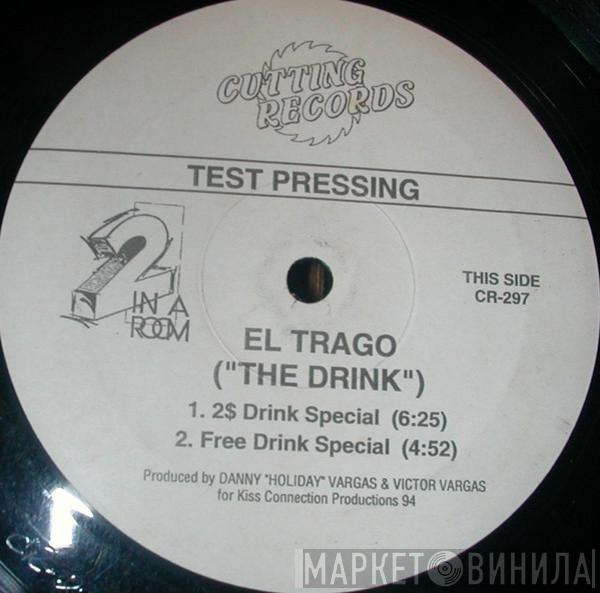 CUTTING
RECORDS
TEST PRESSING
2
IN A
ROOM
THIS SIDE
CR-297
EL TRAGO
("THE DRINK")
1. 2$ Drink Special (6:25)
2. Free Drink Special (4:52)
Produced by DANNY "HOLIDAY" VARGAS & VICTOR VARGAS
for Kiss Connection Productions 94
МАРКЕТ ВИНИЛА